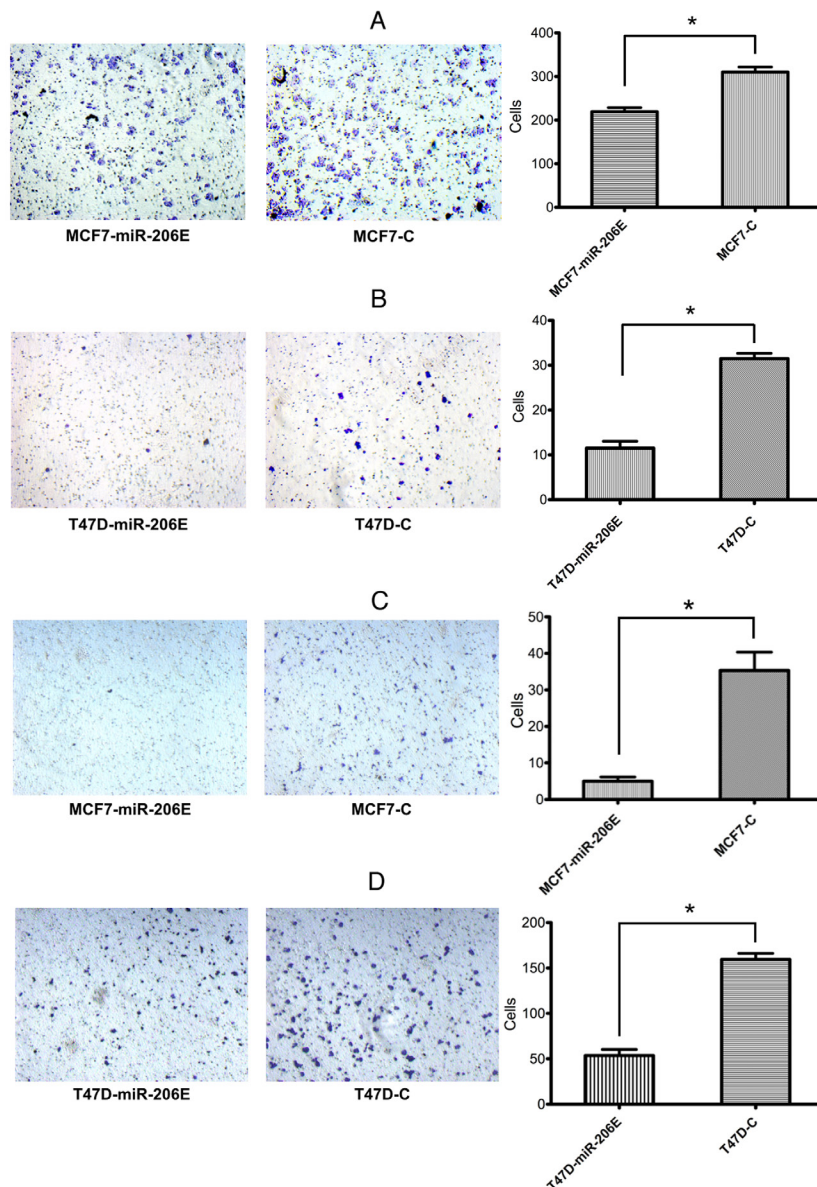 A
MCF7-miR-206E
MCF7-C
*
Cells
400
300
200
100
0
MCF7-miR-206E
MCF7-C
B
T47D-miR-206E
T47D-C
*
Cells
40
30
20
10
0
T47D-miR-206E
T47D-C
C
MCF7-miR-206E
MCF7-C
*
Cells
50
40
30
20
10
0
MCF7-miR-206E
MCF7-C
D
T47D-miR-206E
T47D-C
*
Cells
200
150
100
50
0
T47D-miR-206E
T47D-C